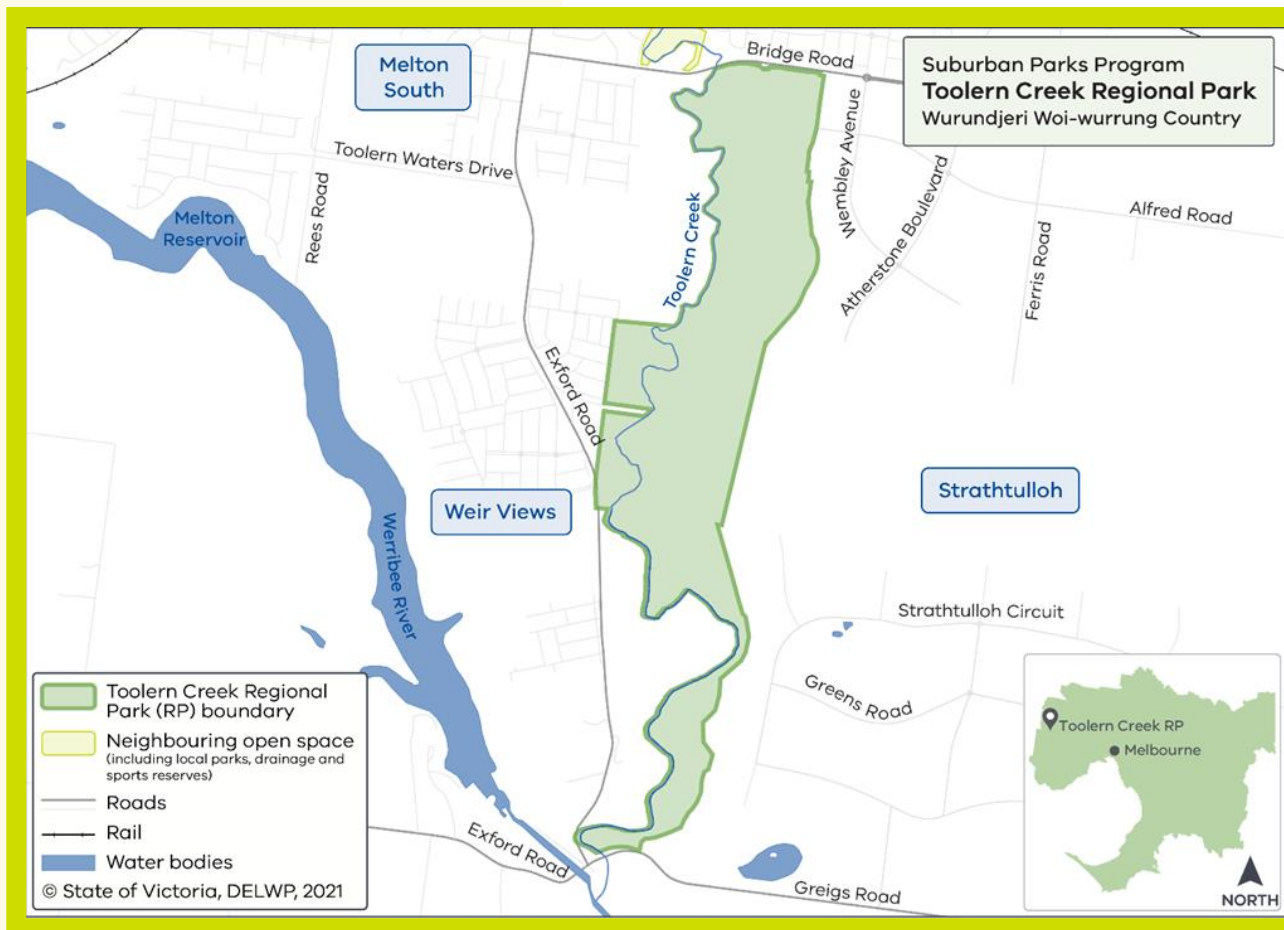 Bridge Road
Suburban Parks Program
Toolern Creek Regional Park
Wurundjeri Woi-wurrung Country
Melton
South
Toolern Waters Drive
Rees Road
Melton
Reservoir
Toolern Creek
Wembley Avenue
Atherstone Boulevard
Alfred Road
Ferris Road
Exford Road
Weir Views
Strathtulloh
Werribee River
Strathtulloh Circuit
Greens Road
Toolern Creek Regional
Park (RP) boundary
Neighbouring open space
(including local parks, drainage and
sports reserves)
Roads
Rail
Water bodies
© State of Victoria, DELWP, 2021
Exford Road
Greigs Road
Toolern Creek RP
Melbourne
NORTH